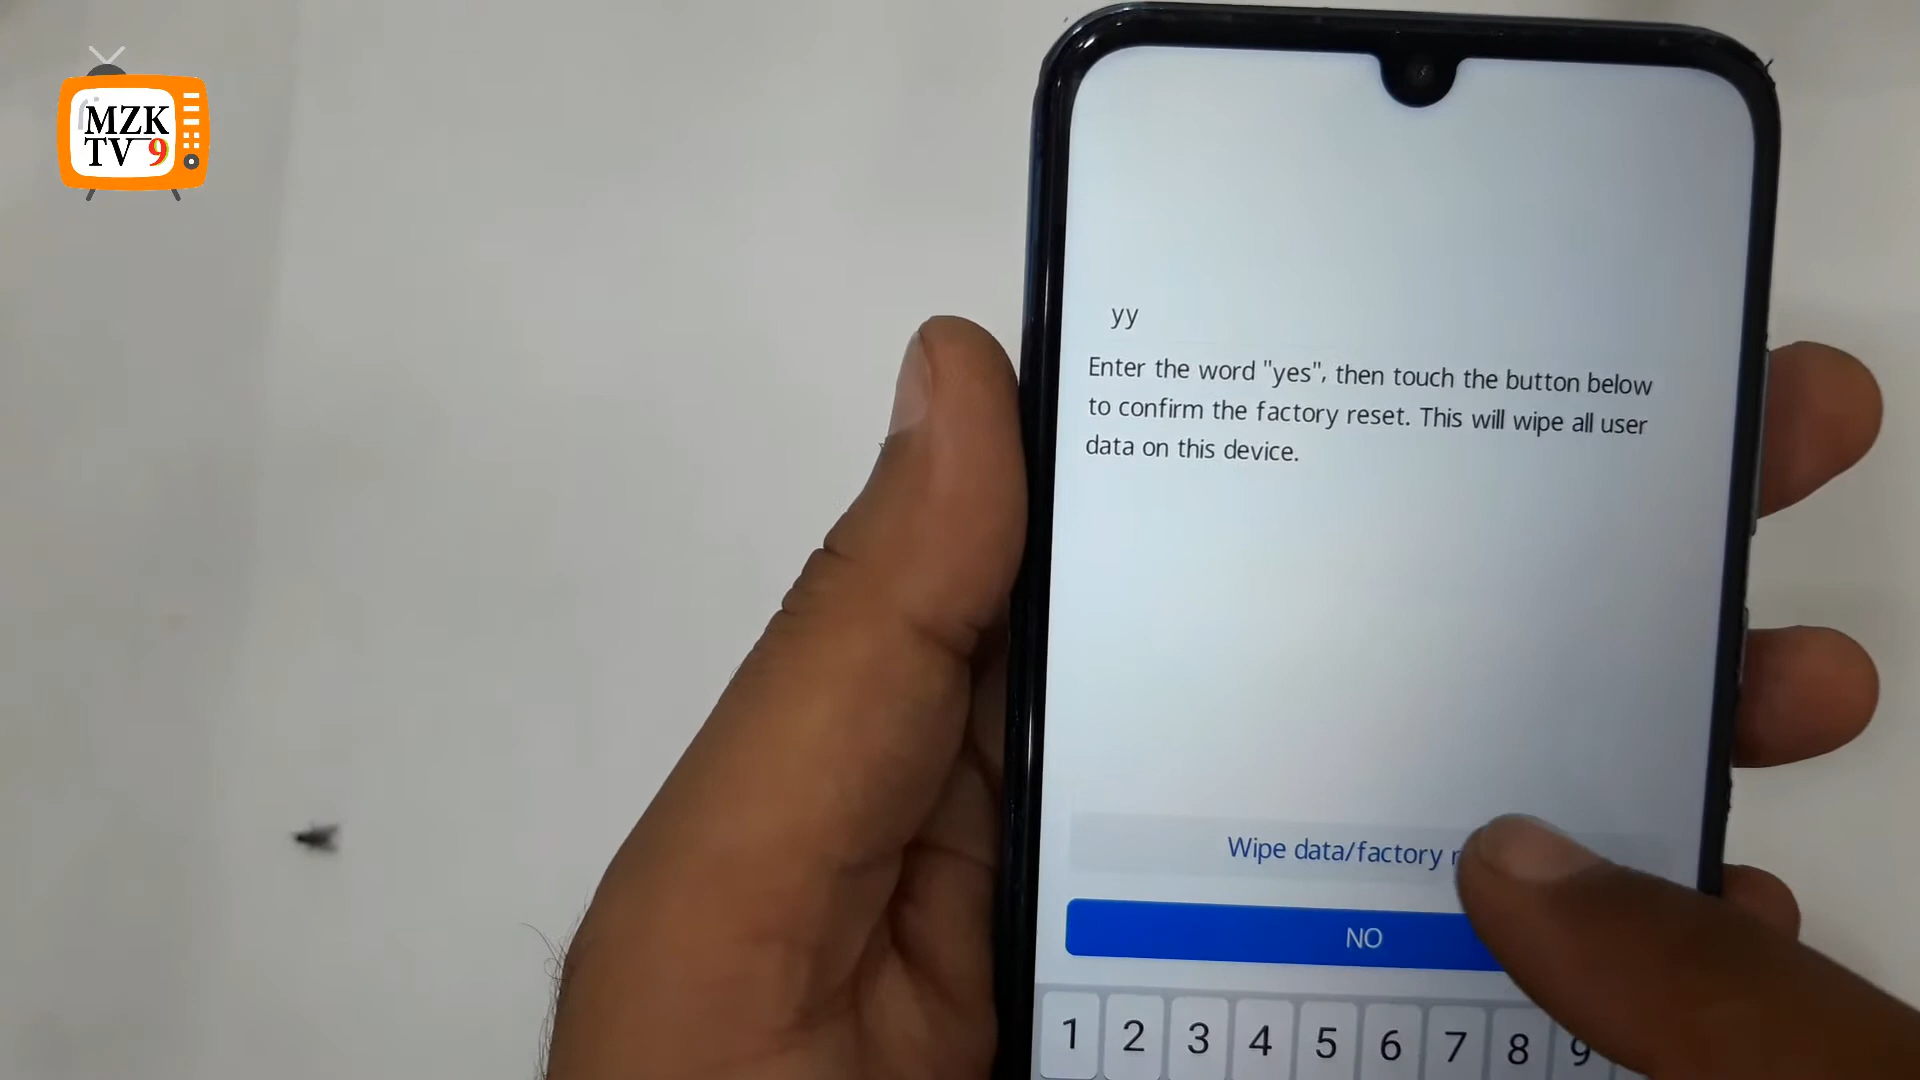 MZK
TV 9
yy
Enter the word "yes", then touch the button below
to confirm the factory reset. This will wipe all user
data on this device.
Wipe data/factory
NO
1 2 3 4 5 6 7 8 9